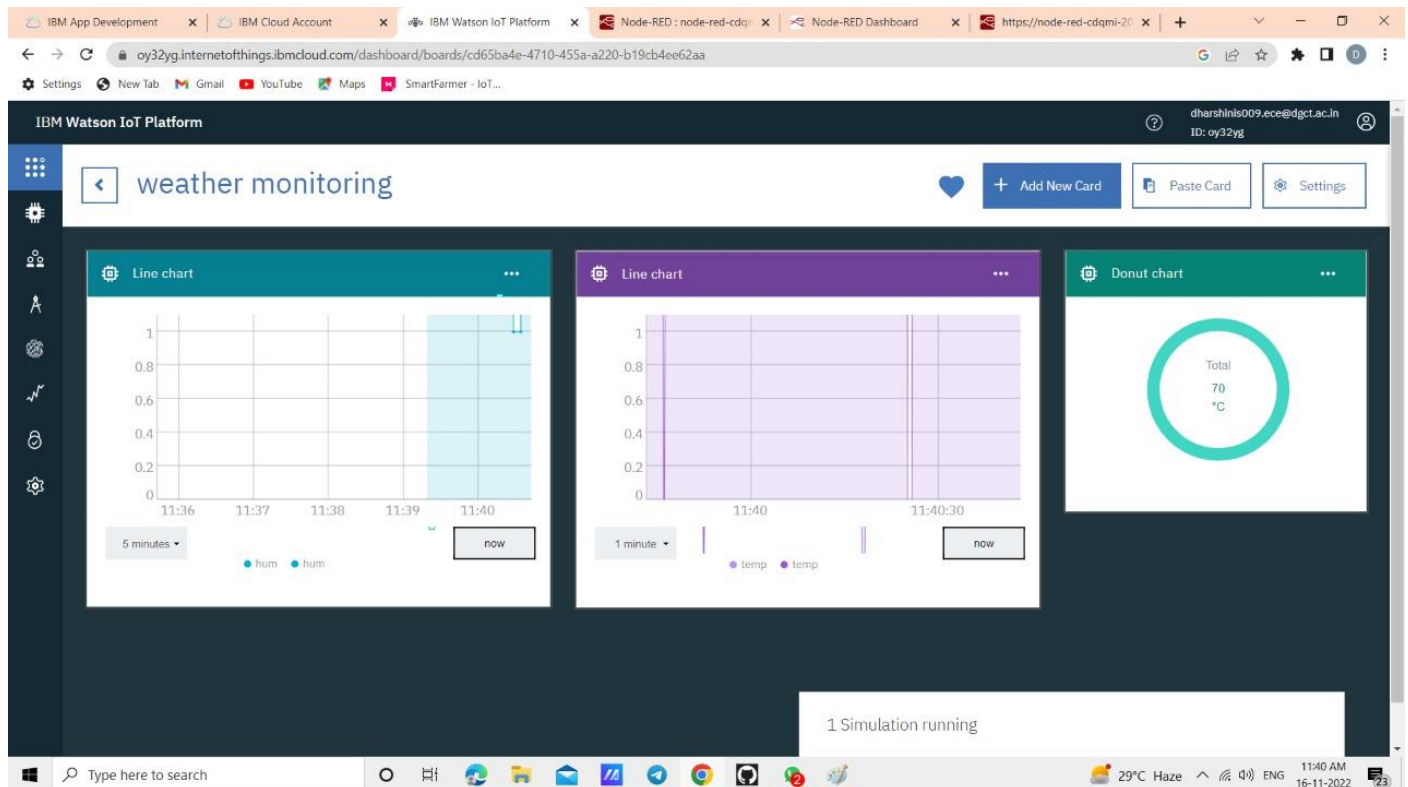 IBM App Development
IBM Cloud Account
IBM Watson IoT Platform
Node-RED : node-red-cdqm
Node-RED Dashboard
https://node-red-cdqmi-20
oy32yg.internetofthings.ibmcloud.com/dashboard/boards/cd65ba4e-4710-455a-a220-b19cb4ee62aa
G
D
Settings
New Tab
Gmail
YouTube
Maps
SmartFarmer - IoT...
IBM Watson IoT Platform
dharshinis009.ece@dgct.ac.in
ID: oy32yg
weather monitoring
+ Add New Card
Paste Card
Settings
Line chart
1
0.8
0.6
0.4
0.2
0
11:36 11:37 11:38 11:39 11:40
5 minutes
now
hum hum
Line chart
1
0.8
0.6
0.4
0.2
0
11:40 11:40:30
1 minute
now
temp temp
Donut chart
Total
70
°C
1 Simulation running
Type here to search
29°C Haze
ENG
11:40 AM
16-11-2022
23